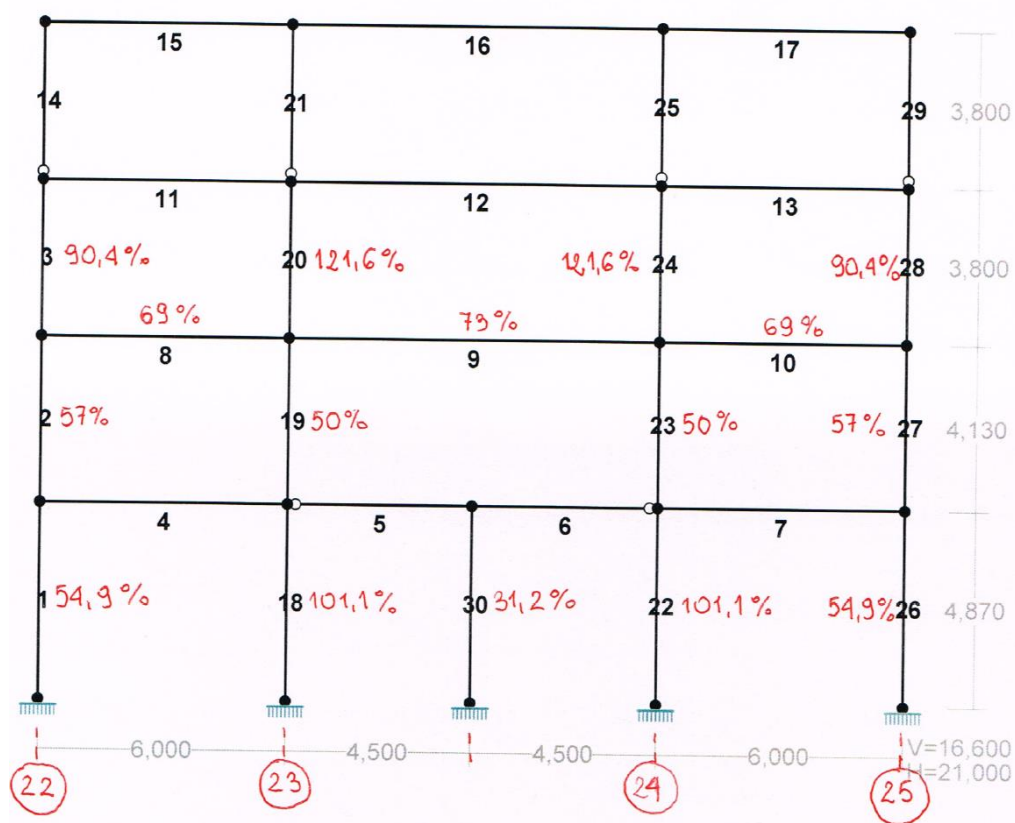 15 16 17
14 21 25 29 3,800
11 12 13
3 90,4% 20 121,6% 121,6% 24 90,4% 28 3,800
69% 73% 69%
8 9 10
2 57% 19 50% 23 50% 57% 27 4,130
4 5 6 7
1 54,9% 18 101,1% 30 31,2% 22 101,1% 54,9% 26 4,870
6,000 4,500 4,500 6,000 V=16,600
H=21,000
22 23 24 25